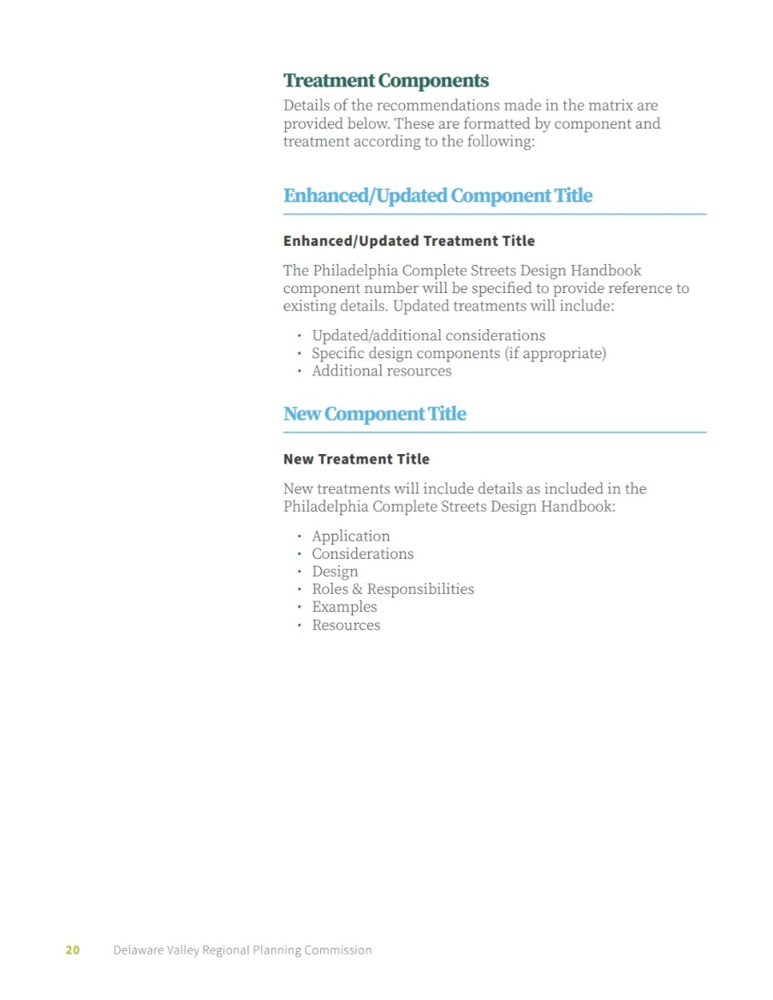 Treatment Components
Details of the recommendations made in the matrix are
provided below. These are formatted by component and
treatment according to the following:
Enhanced/Updated Component Title
Enhanced/Updated Treatment Title
The Philadelphia Complete Streets Design Handbook
component number will be specified to provide reference to
existing details. Updated treatments will include:
• Updated/additional considerations
• Specific design components (if appropriate)
• Additional resources
New Component Title
New Treatment Title
New treatments will include details as included in the
Philadelphia Complete Streets Design Handbook:
• Application
• Considerations
• Design
• Roles & Responsibilities
• Examples
• Resources
20 Delaware Valley Regional Planning Commission